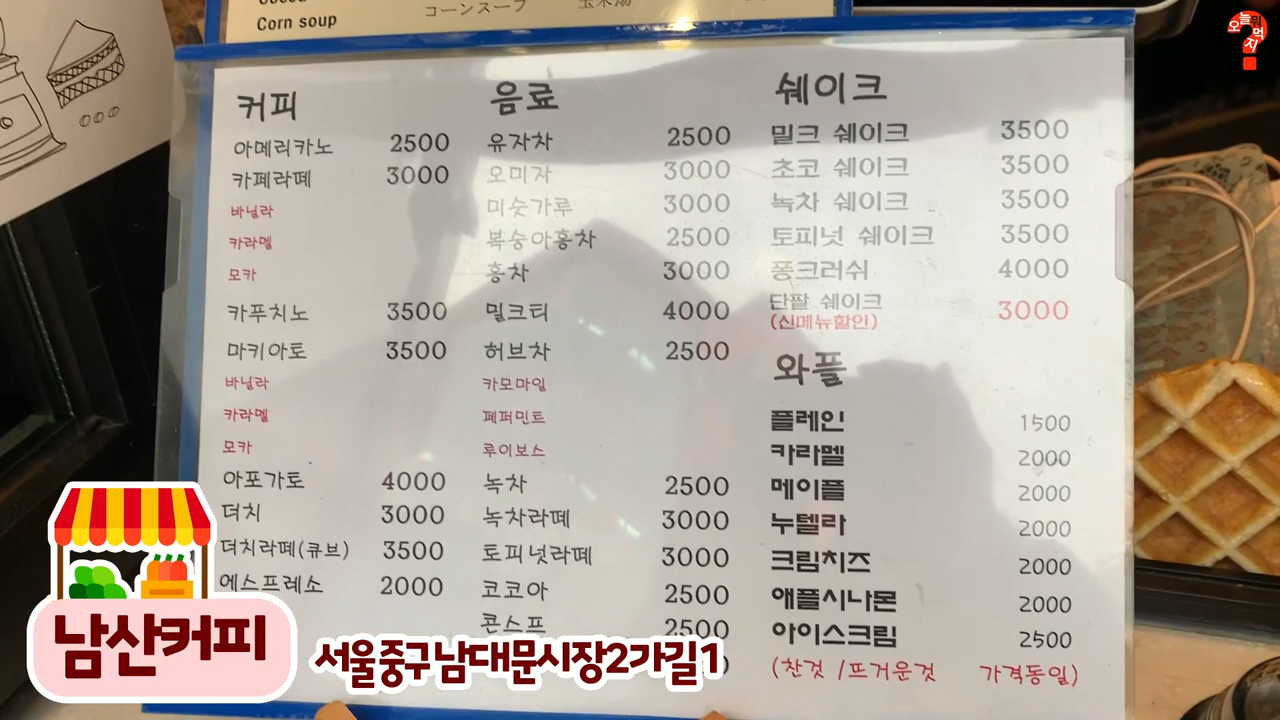 Corn soup
コーンスープ
오늘 뭐 먹지
커피
아메리카노 2500
카페라떼 3000
바닐라
카라멜
모카
카푸치노 3500
마키아토 3500
바닐라
카라멜
모카
아포가토 4000
더치 3000
더치라떼(큐브) 3500
에스프레소 2000
음료
유자차 2500
오미자 3000
미숫가루 3000
복숭아홍차 2500
홍차 3000
밀크티 4000
허브차 2500
카모마일
페퍼민트
루이보스
녹차 2500
녹차라떼 3000
토피넛라떼 3000
코코아 2500
콘스프 2500
쉐이크
밀크 쉐이크 3500
초코 쉐이크 3500
녹차 쉐이크 3500
토피넛 쉐이크 3500
퐁크러쉬 4000
단팥 쉐이크 3000
(신메뉴할인)
와플
플레인 1500
카라멜 2000
메이플 2000
누텔라 2000
크림치즈 2000
애플시나몬 2000
아이스크림 2500
(찬것 /뜨거운것 가격동일)
남산커피
서울중구남대문시장2가길1